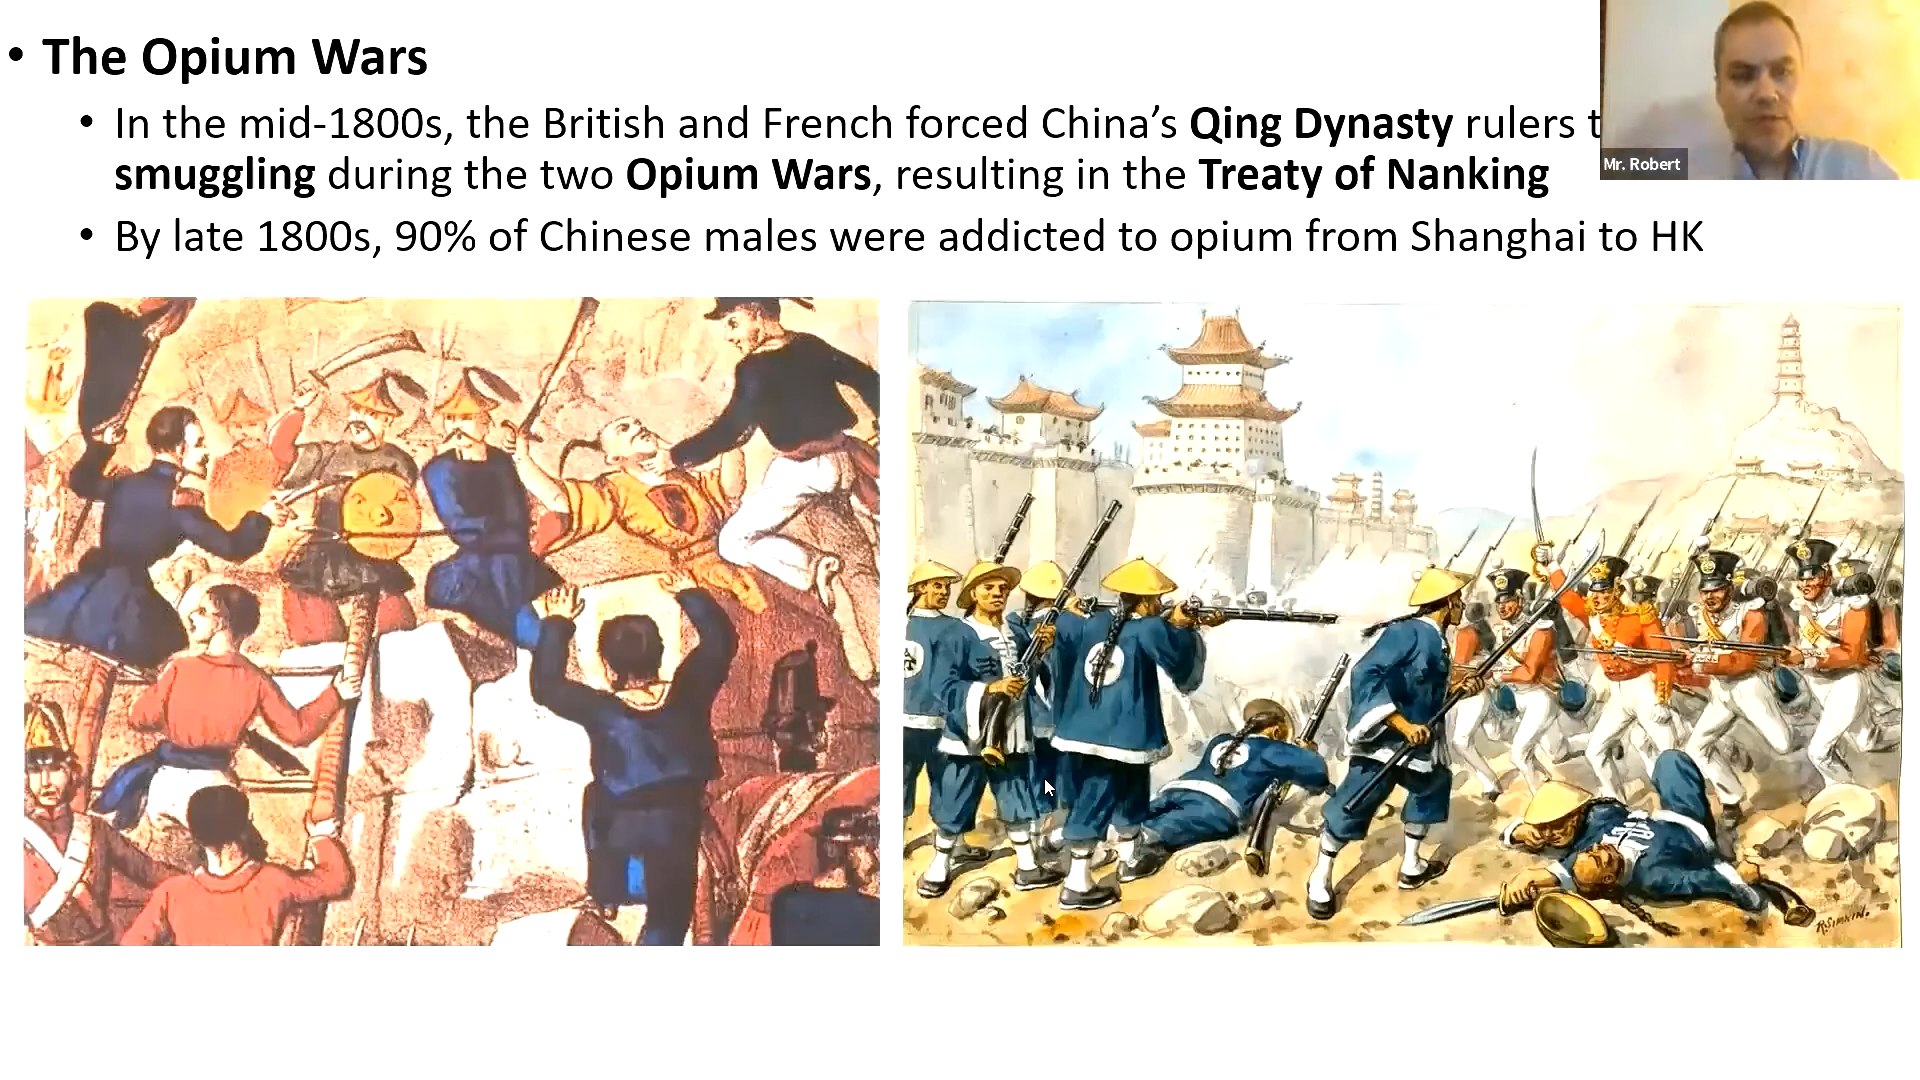 • The Opium Wars
• In the mid-1800s, the British and French forced China’s Qing Dynasty rulers
smuggling during the two Opium Wars, resulting in the Treaty of Nanking
• By late 1800s, 90% of Chinese males were addicted to opium from Shanghai to HK
Mr. Robert
R. SIMKIN.